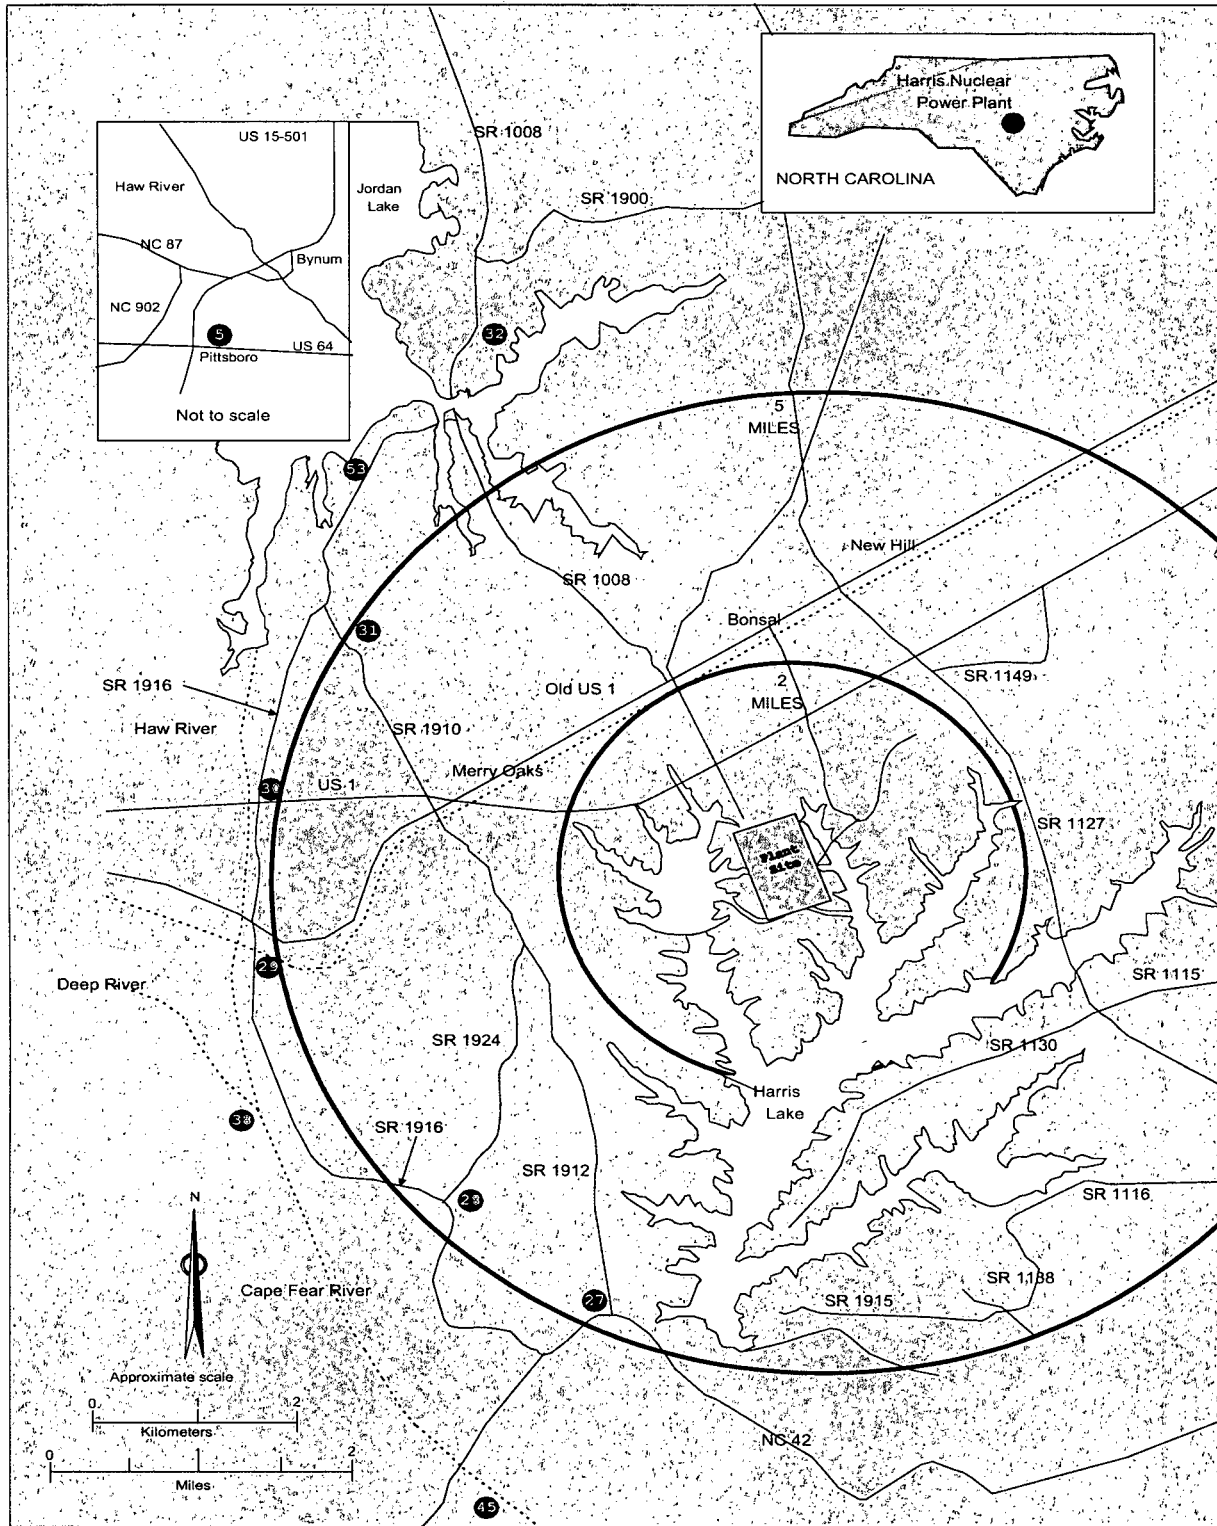 SR 1008
Harris Nuclear
Power Plant
NORTH CAROLINA
US 15-501
Haw River
Jordan
Lake
SR 1900
NC 87
Bynum
NC 902
5
US 64
Pittsboro
Not to scale
32
5
MILES
53
New Hill
SR 1008
Bonsal
31
SR 1149
SR 1916
Old US 1
2
MILES
Haw River
SR 1910
Merry Oaks
US 1
30
SR 1127
Plant
Site
29
Deep River
SR 1115
SR 1924
SR 1130
Harris
Lake
38
SR 1916
SR 1912
SR 1116
28
N
SR 1188
Cape Fear River
27
SR 1915
Approximate scale
0 1 2
Kilometers
0 1 2
Miles
NC 42
45